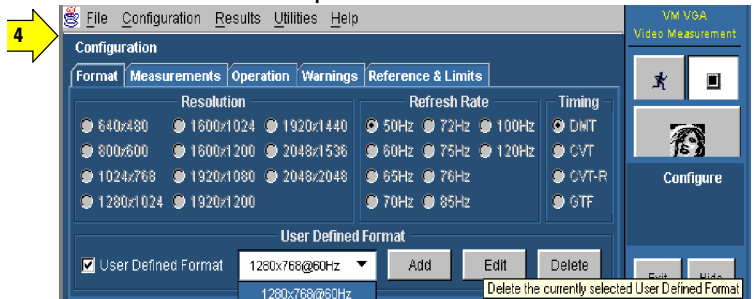 4
File Configuration Results Utilities Help
VM VGA
Video Measurement
Configuration
Format Measurements Operation Warnings Reference & Limits
Resolution Refresh Rate Timing
640x480 1600x1024 1920x1440 50Hz 72Hz 100Hz DMT
800x600 1600x1200 2048x1536 60Hz 75Hz 120Hz CVT
1024x768 1920x1080 2048x2048 65Hz 76Hz CVT-R
1280x1024 1920x1200 70Hz 85Hz GTF
Configure
User Defined Format
User Defined Format 1280x768@60Hz Add Edit Delete
Exit Hide
1280x768@60Hz
Delete the currently selected User Defined Format